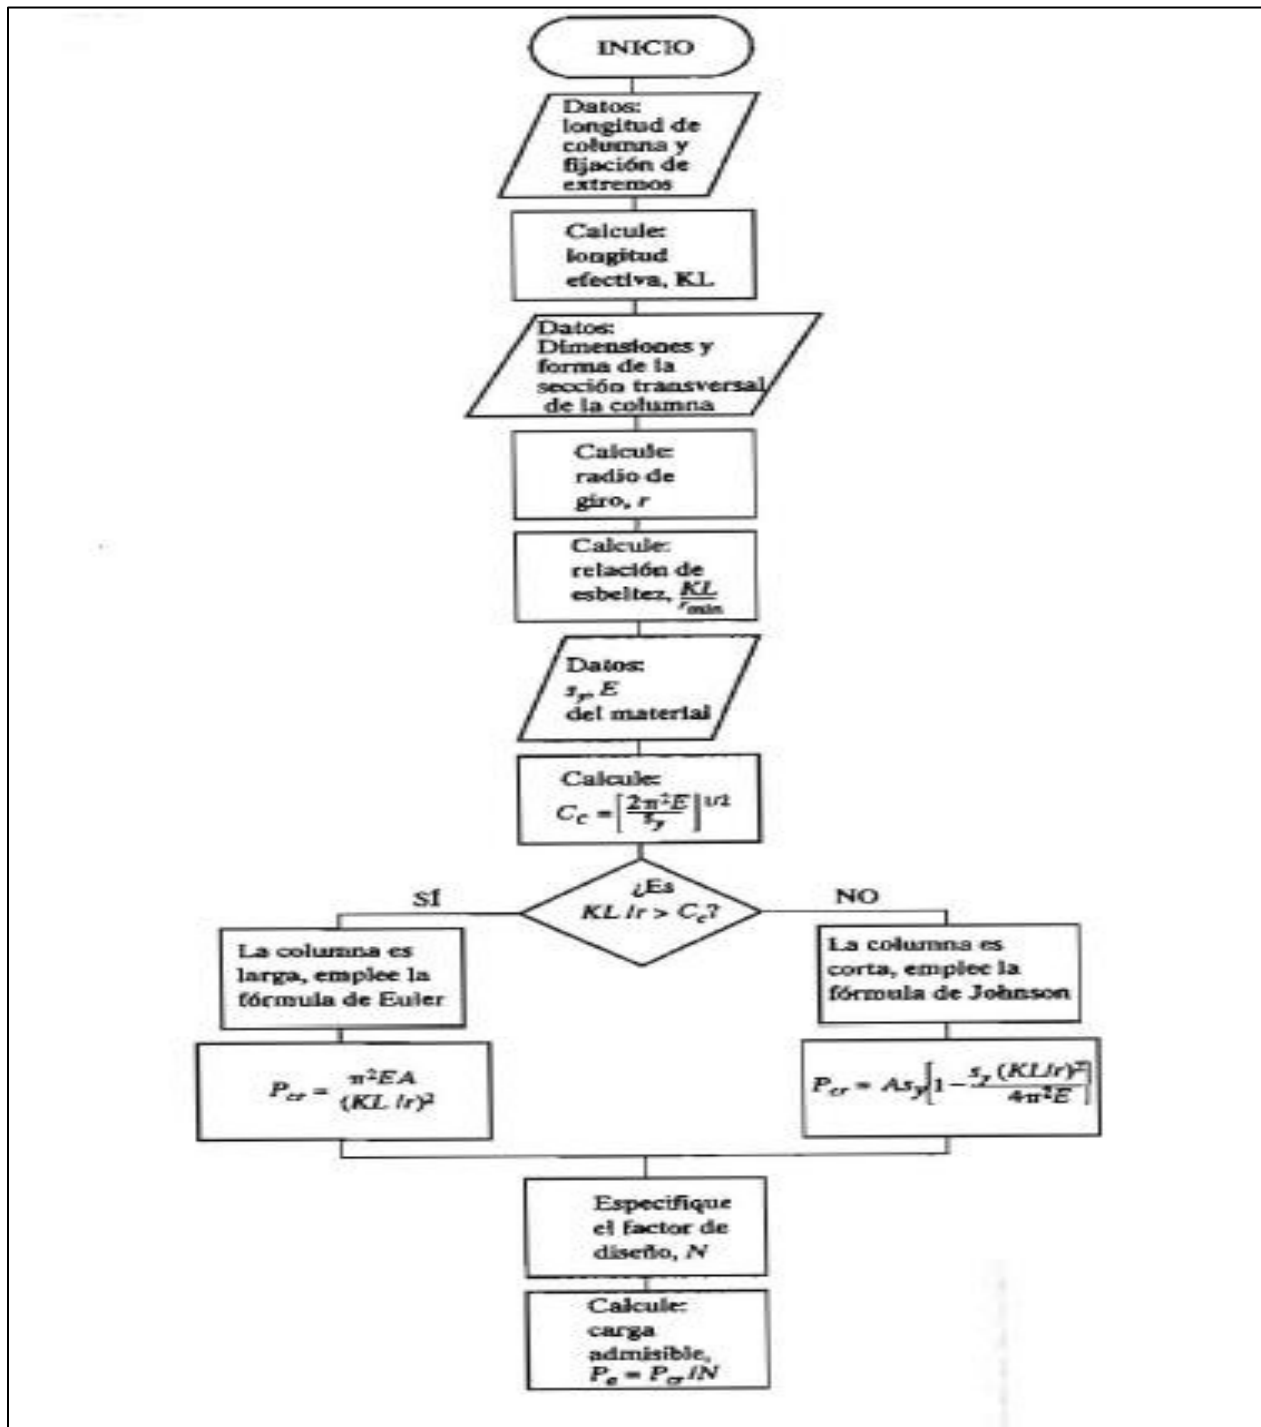 INICIO
Datos:
longitud de
columna y
fijación de
extremos
Calcule:
longitud
efectiva, KL
Datos:
Dimensiones y
forma de la
sección transversal
de la columna
Calcule:
radio de
giro, r
Calcule:
relación de
esbeltez, KL/r_min
Datos:
s_y, E
del material
Calcule:
C_c = [2π²E/s_y]^1/2
¿Es
KL/r > C_c?
SÍ
NO
La columna es
larga, emplee la
fórmula de Euler
La columna es
corta, emplee la
fórmula de Johnson
P_cr = π²EA/(KL/r)²
P_cr = As_y[1 - s_y(KL/r)²/4π²E]
Especifique
el factor de
diseño, N
Calcule:
carga
admisible,
P_a = P_cr/N